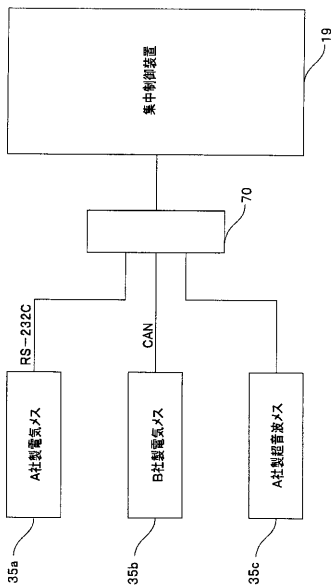 集中制御装置
19
70
RS-232C
CAN
A社製電気メス
35a
B社製電気メス
35b
A社製超音波メス
35c